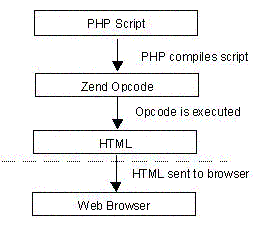 PHP Script
PHP compiles script
Zend Opcode
Opcode is executed
HTML
HTML sent to browser
Web Browser